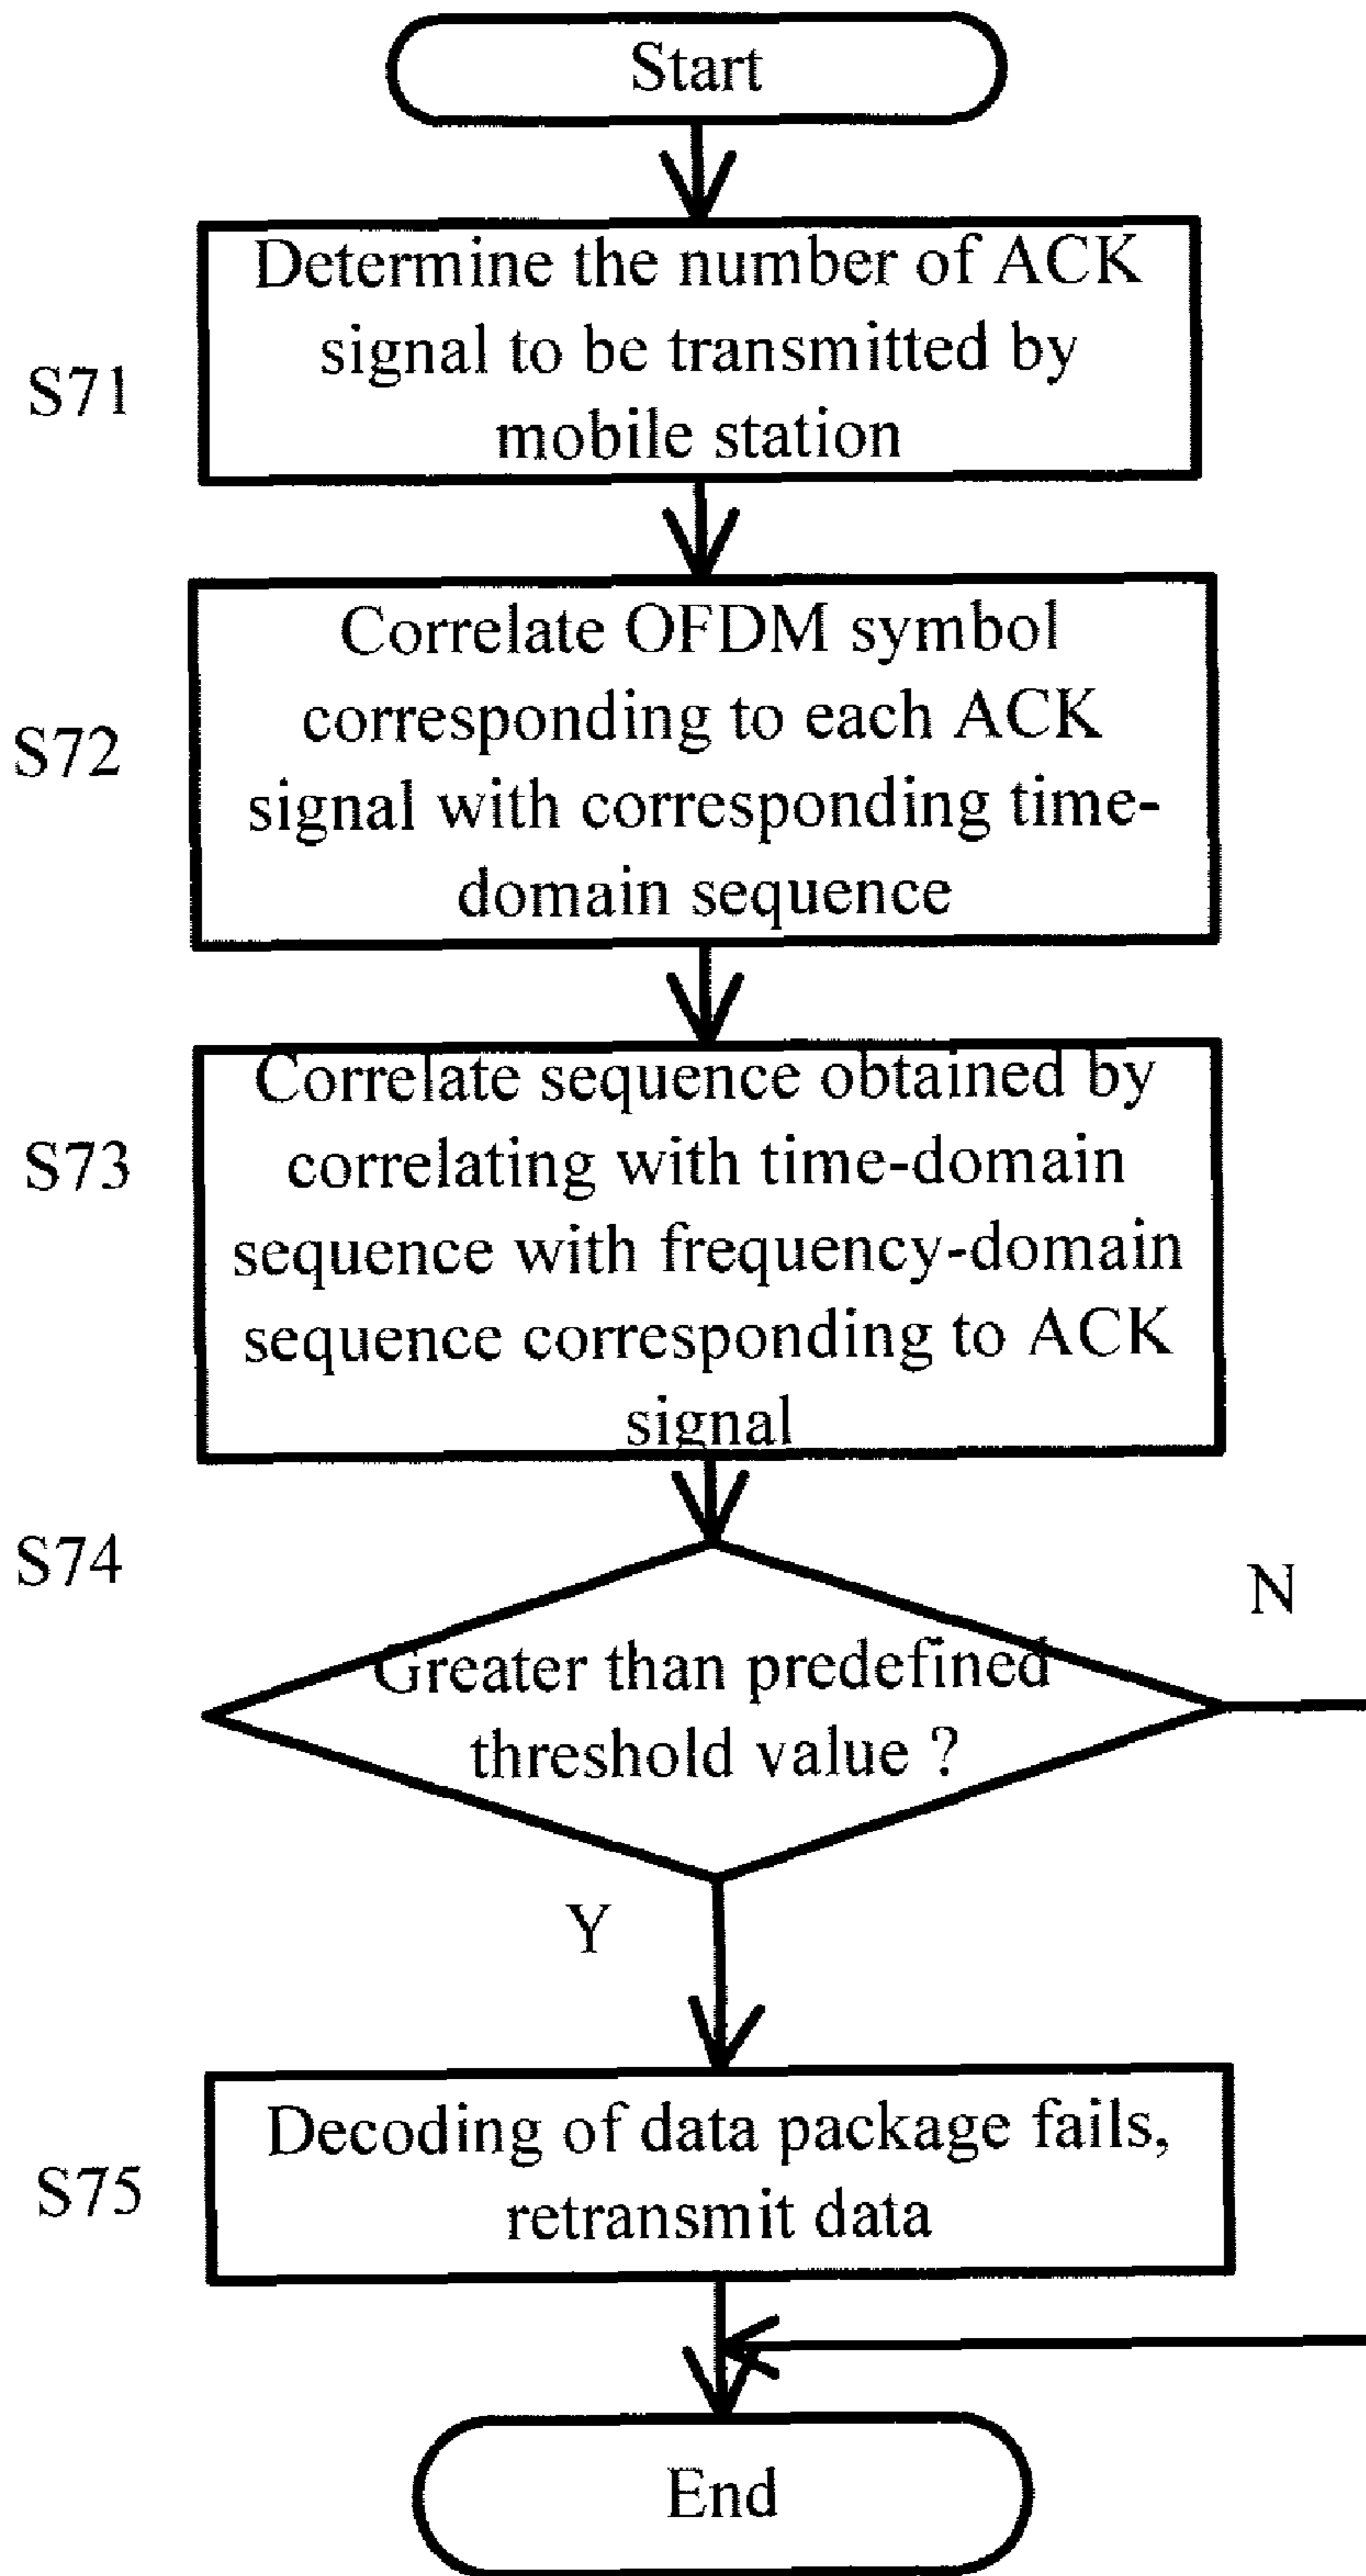 Start
Determine the number of ACK
signal to be transmitted by
mobile station
S71
Correlate OFDM symbol
corresponding to each ACK
signal with corresponding time-
domain sequence
S72
Correlate sequence obtained by
correlating with time-domain
sequence with frequency-domain
sequence corresponding to ACK
signal
S73
S74
N
Greater than predefined
threshold value ?
Y
Decoding of data package fails,
retransmit data
S75
End